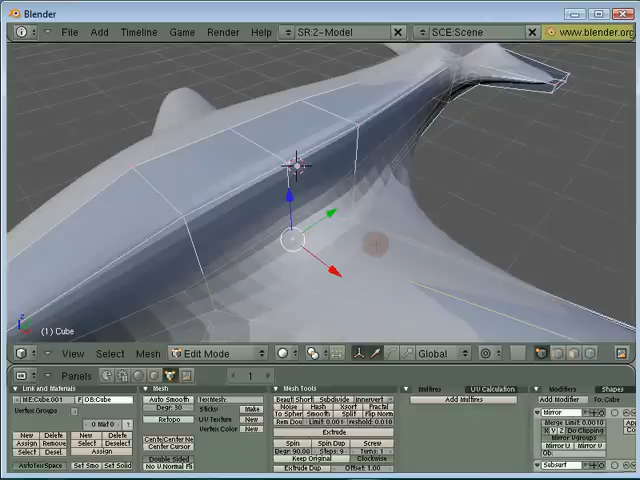 Blender
File Add Timeline Game Render Help
SR:2-Model
SCE:Scene
www.blender.org
z
(1) Cube
View Select Mesh
Edit Mode
Global
Panels
1
Link and Materials
ME:Cube.001
OB:Cube
Vertex Groups
0 Mat 0
New Delete
Assign Remove
Select Desel.
AutoTexSpace
New Delete
Select Deselect
Assign
Set Smo Set Solid
Mesh
Auto Smooth
Degr: 30
Retopo
Center New
Center Cursor
Double Sided
No V.Normal Fli
TexMesh:
Sticky Make
UV Texture New
Vertex Color New
Mesh Tools
Beauty Short Subdivide Innervert
Noise Hash Xsort Fractal
To Spher Smooth Split Flip Norm
Rem Dou Limit: 0.001
Extrude
Spin Spin Dup Screw
Degr: 90.00 Steps: 9 Turns: 1
Keep Original Clockwise
Extrude Dup Offset: 1.00
Multires UV Calculation
Add Multires
Modifiers Shapes
Add Modifier To: Cube
Mirror
Merge Limit: 0.0010
X Y Z Do Clipping
Mirror Vgroups
Mirror U Mirror V
Ob:
Subsurf